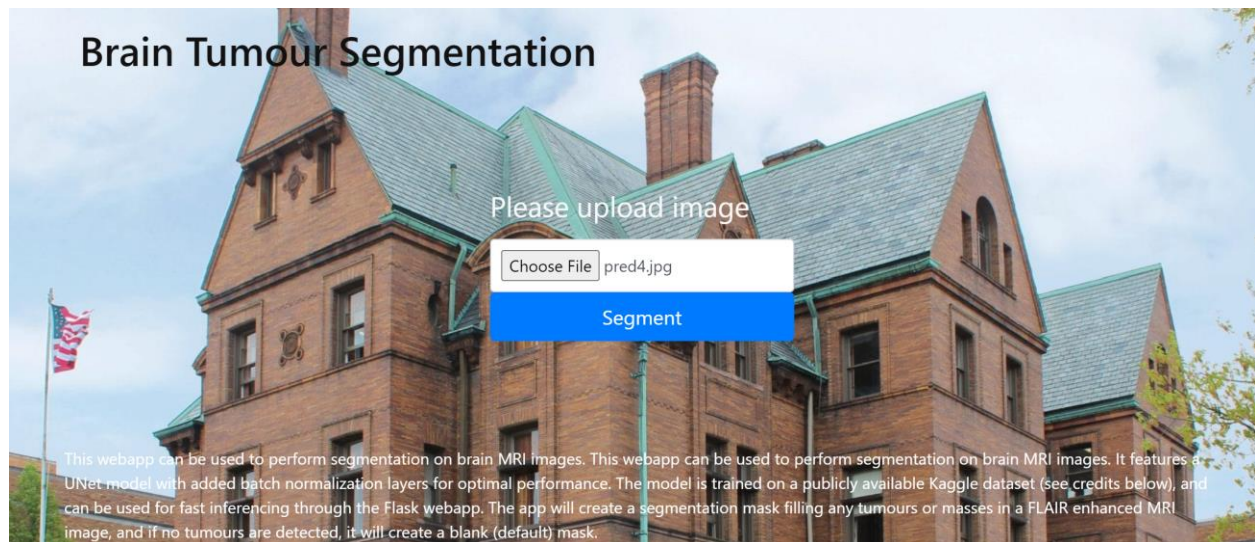 Brain Tumour Segmentation
Please upload image
Choose File pred4.jpg
Segment
This webapp can be used to perform segmentation on brain MRI images. This webapp can be used to perform segmentation on brain MRI images. It features a
UNet model with added batch normalization layers for optimal performance. The model is trained on a publicly available Kaggle dataset (see credits below), and
can be used for fast inferencing through the Flask webapp. The app will create a segmentation mask filling any tumours or masses in a FLAIR enhanced MRI
image, and if no tumours are detected, it will create a blank (default) mask.